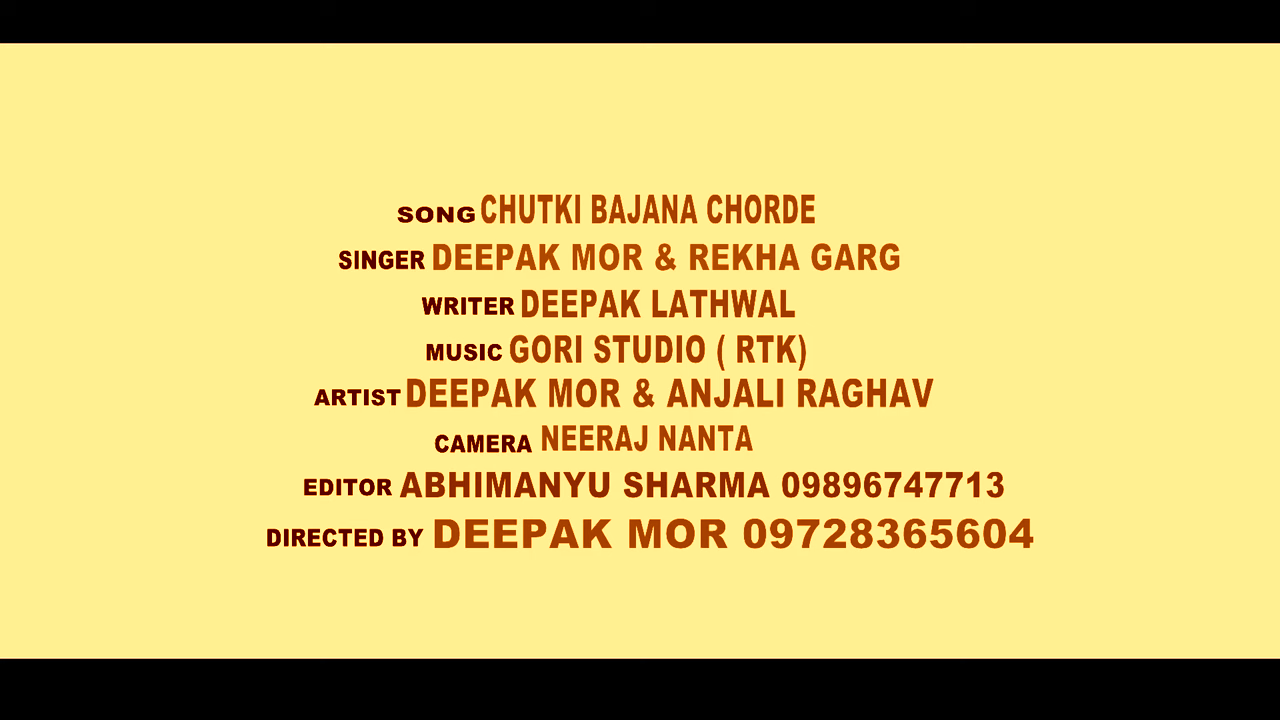 SONG CHUTKI BAJANA CHORDE
SINGER DEEPAK MOR & REKHA GARG
WRITER DEEPAK LATHWAL
MUSIC GORI STUDIO ( RTK)
ARTIST DEEPAK MOR & ANJALI RAGHAV
CAMERA NEERAJ NANTA
EDITOR ABHIMANYU SHARMA 09896747713
DIRECTED BY DEEPAK MOR 09728365604